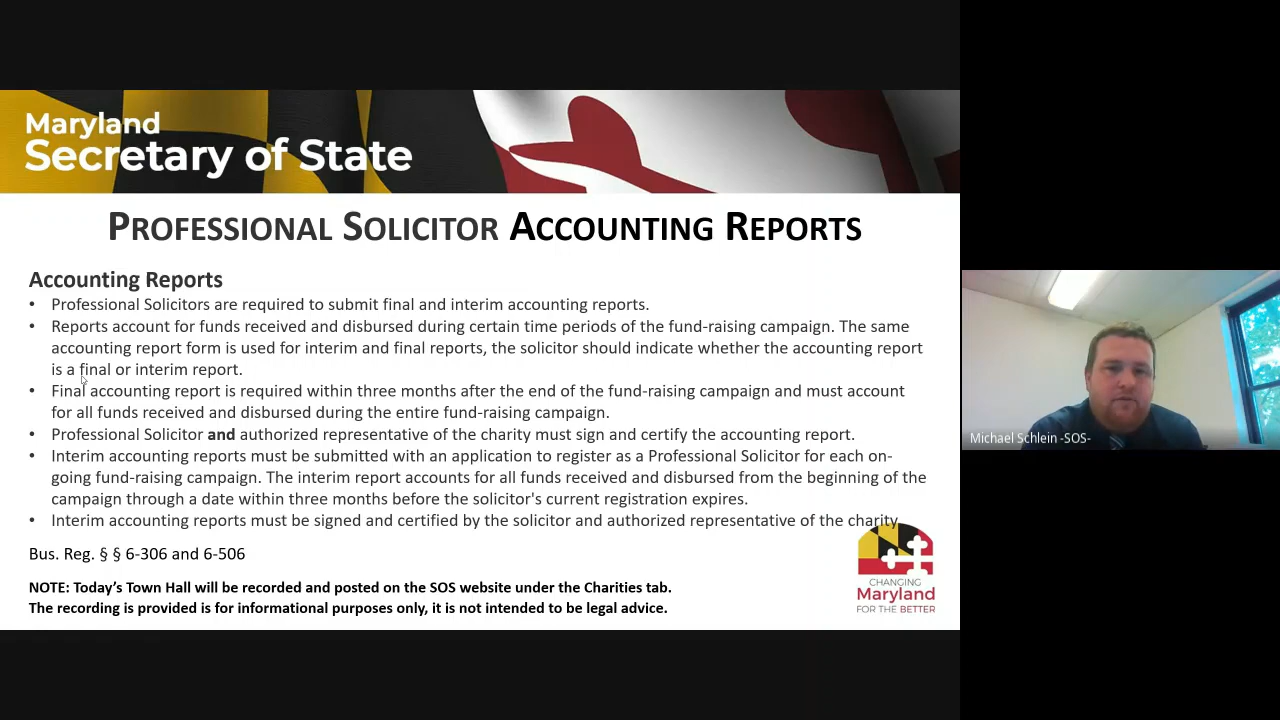 Maryland
Secretary of State
PROFESSIONAL SOLICITOR ACCOUNTING REPORTS
Accounting Reports
• Professional Solicitors are required to submit final and interim accounting reports.
• Reports account for funds received and disbursed during certain time periods of the fund-raising campaign. The same
accounting report form is used for interim and final reports, the solicitor should indicate whether the accounting report
is a final or interim report.
• Final accounting report is required within three months after the end of the fund-raising campaign and must account
for all funds received and disbursed during the entire fund-raising campaign.
• Professional Solicitor and authorized representative of the charity must sign and certify the accounting report.
• Interim accounting reports must be submitted with an application to register as a Professional Solicitor for each on-
going fund-raising campaign. The interim report accounts for all funds received and disbursed from the beginning of the
campaign through a date within three months before the solicitor's current registration expires.
• Interim accounting reports must be signed and certified by the solicitor and authorized representative of the charity
Bus. Reg. § § 6-306 and 6-506
NOTE: Today's Town Hall will be recorded and posted on the SOS website under the Charities tab.
The recording is provided is for informational purposes only, it is not intended to be legal advice.
CHANGING
Maryland
FOR THE BETTER
Michael Schlein -SOS-